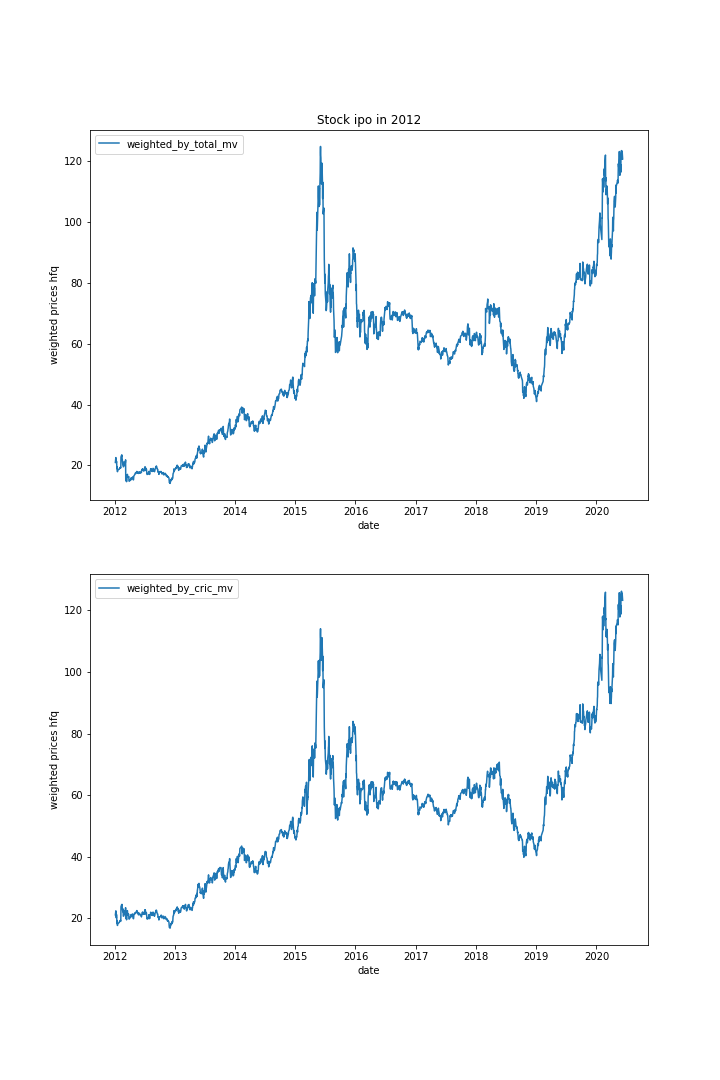 Stock ipo in 2012
weighted_by_total_mv
120
100
80
60
40
20
weighted prices hfq
2012 2013 2014 2015 2016 2017 2018 2019 2020
date
weighted_by_cric_mv
120
100
80
60
40
20
weighted prices hfq
2012 2013 2014 2015 2016 2017 2018 2019 2020
date